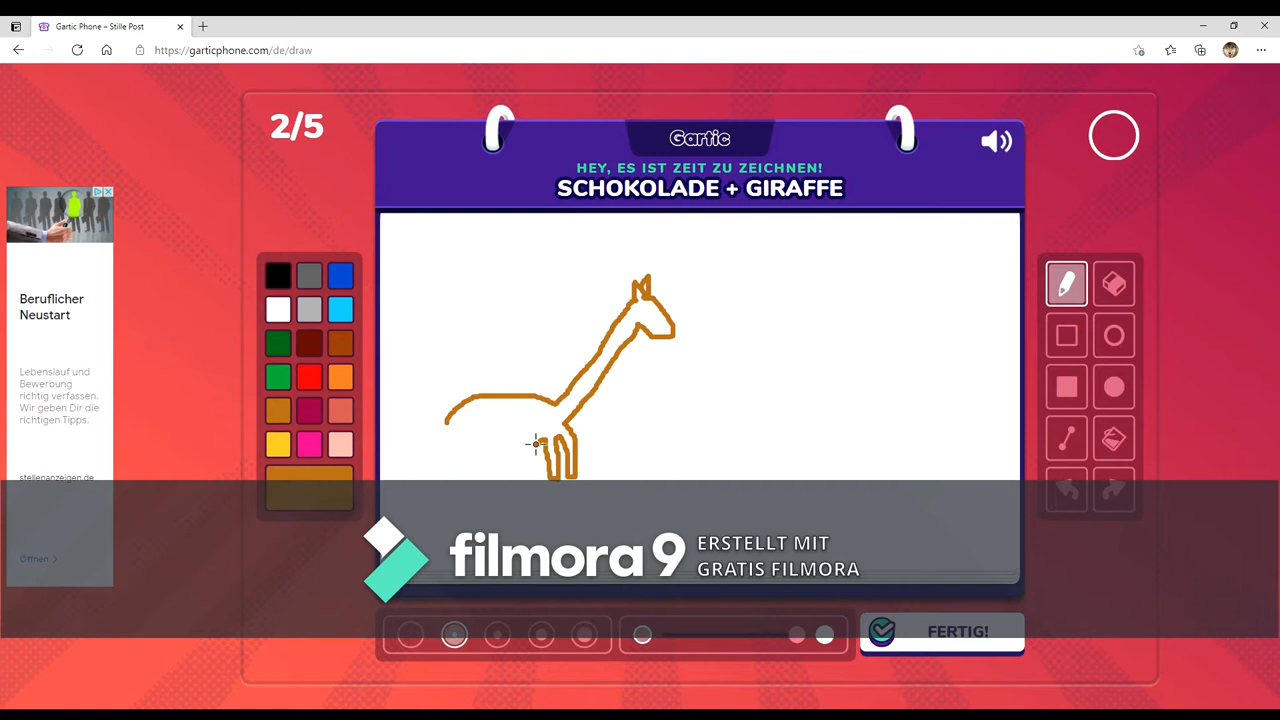 Gartic Phone – Stille Post
https://garticphone.com/de/draw
2/5
Gartic
HEY, ES IST ZEIT ZU ZEICHNEN!
SCHOKOLADE + GIRAFFE
Beruflicher
Neustart
Lebenslauf und
Bewerbung
richtig verfassen.
Wir geben Dir die
richtigen Tipps.
stellenanzeigen.de
Öffnen >
filmora 9
ERSTELLT MIT
GRATIS FILMORA
FERTIG!